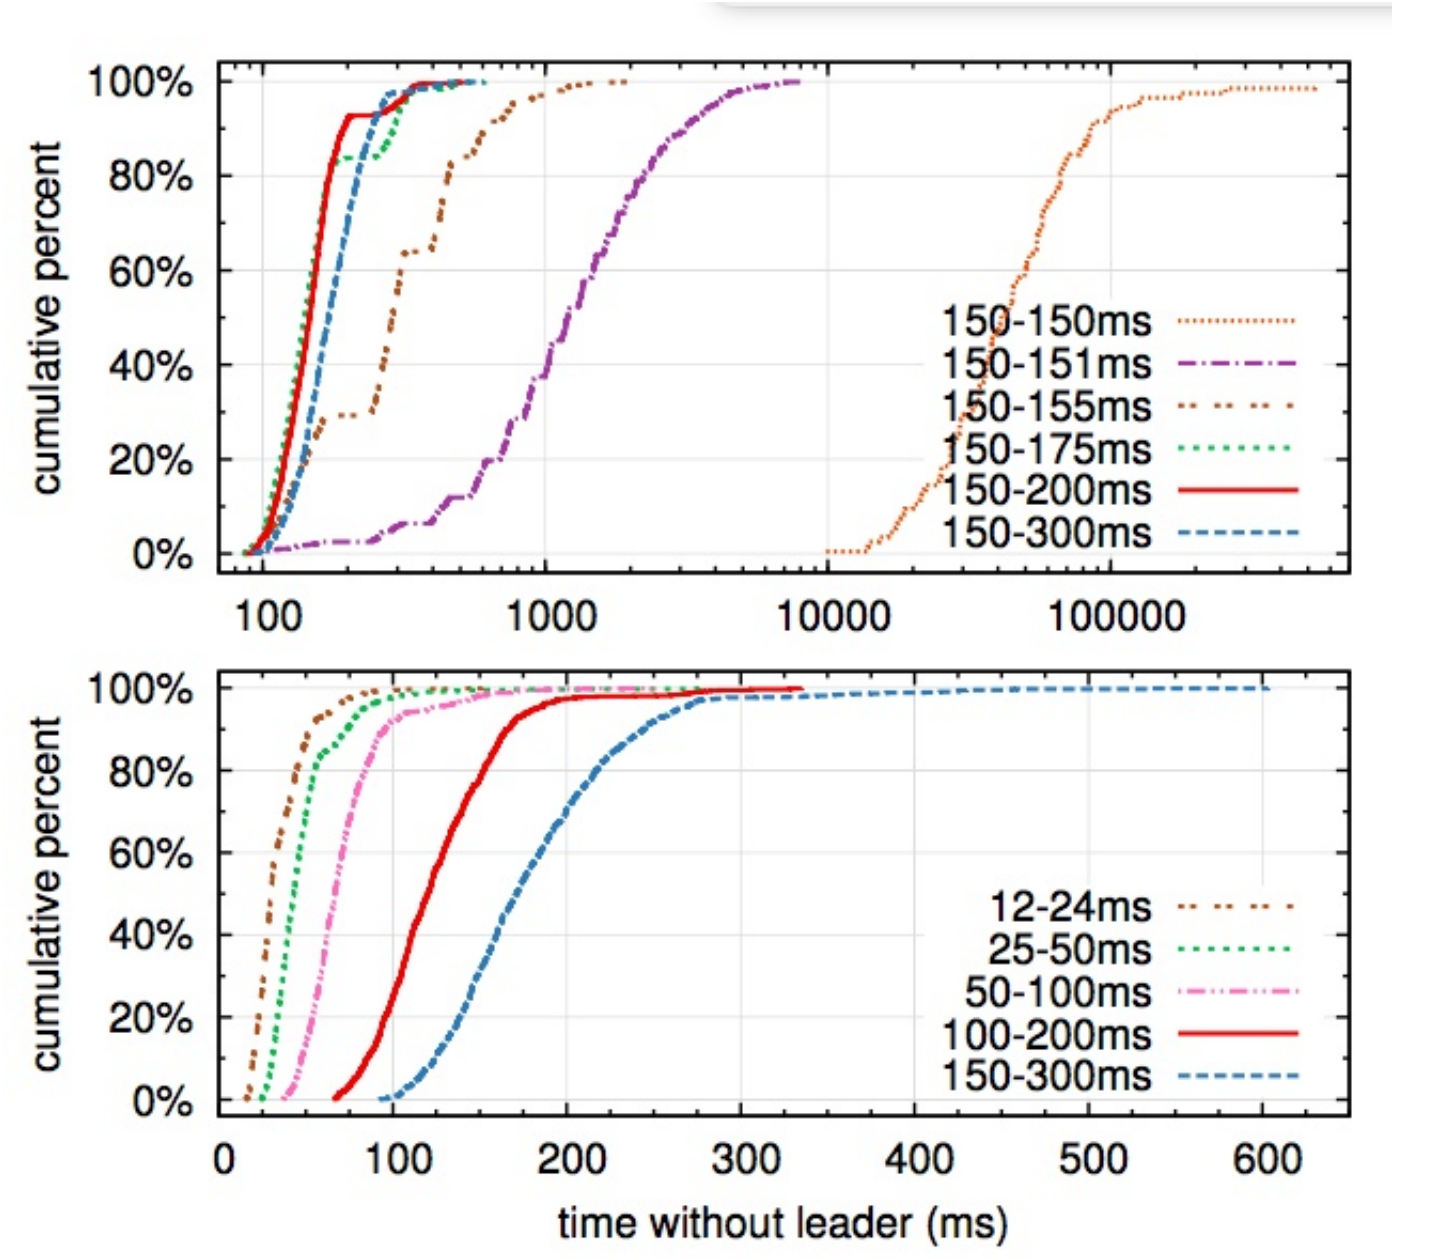 cumulative percent
100%
80%
60%
40%
20%
0%
150-150ms
150-151ms
150-155ms
150-175ms
150-200ms
150-300ms
100 1000 10000 100000
cumulative percent
100%
80%
60%
40%
20%
0%
12-24ms
25-50ms
50-100ms
100-200ms
150-300ms
0 100 200 300 400 500 600
time without leader (ms)